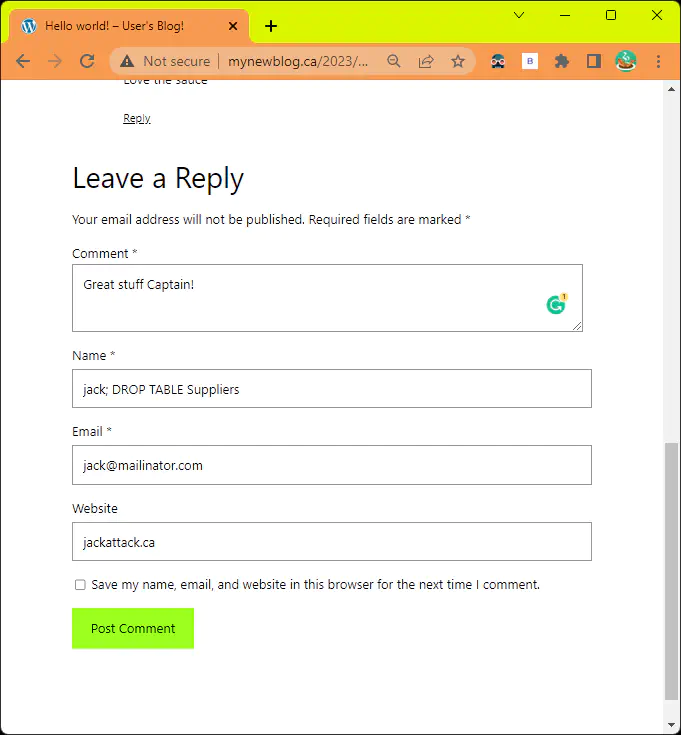 Hello world! – User's Blog!
Not secure mynewblog.ca/2023/...
Love the sauce
Reply
Leave a Reply
Your email address will not be published. Required fields are marked *
Comment *
Great stuff Captain!
1
Name *
jack; DROP TABLE Suppliers
Email *
jack@mailinator.com
Website
jackattack.ca
Save my name, email, and website in this browser for the next time I comment.
Post Comment